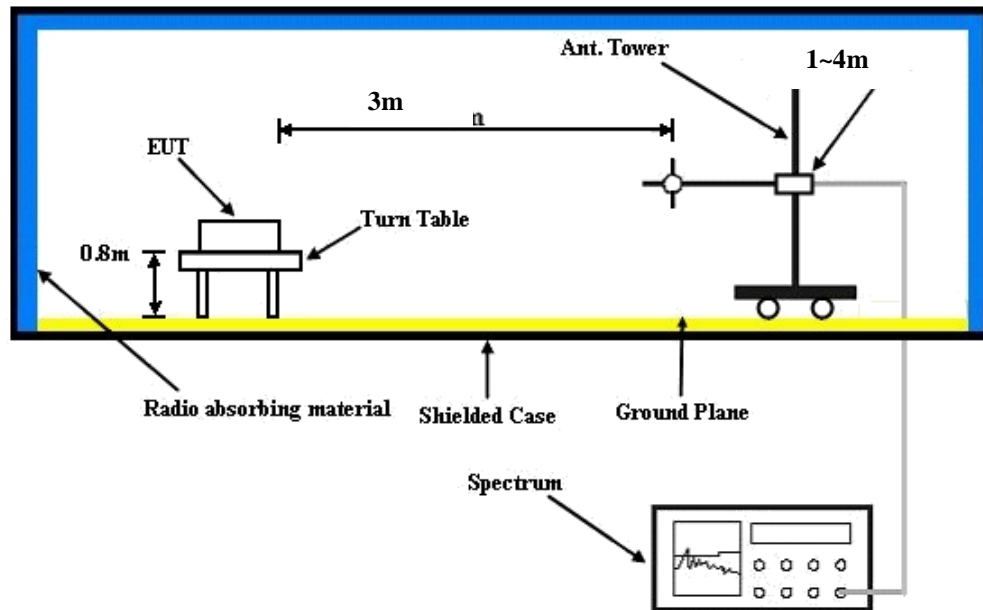 Ant. Tower
1~4m
3m
n
EUT
Turn Table
0.8m
Radio absorbing material
Shielded Case
Ground Plane
Spectrum